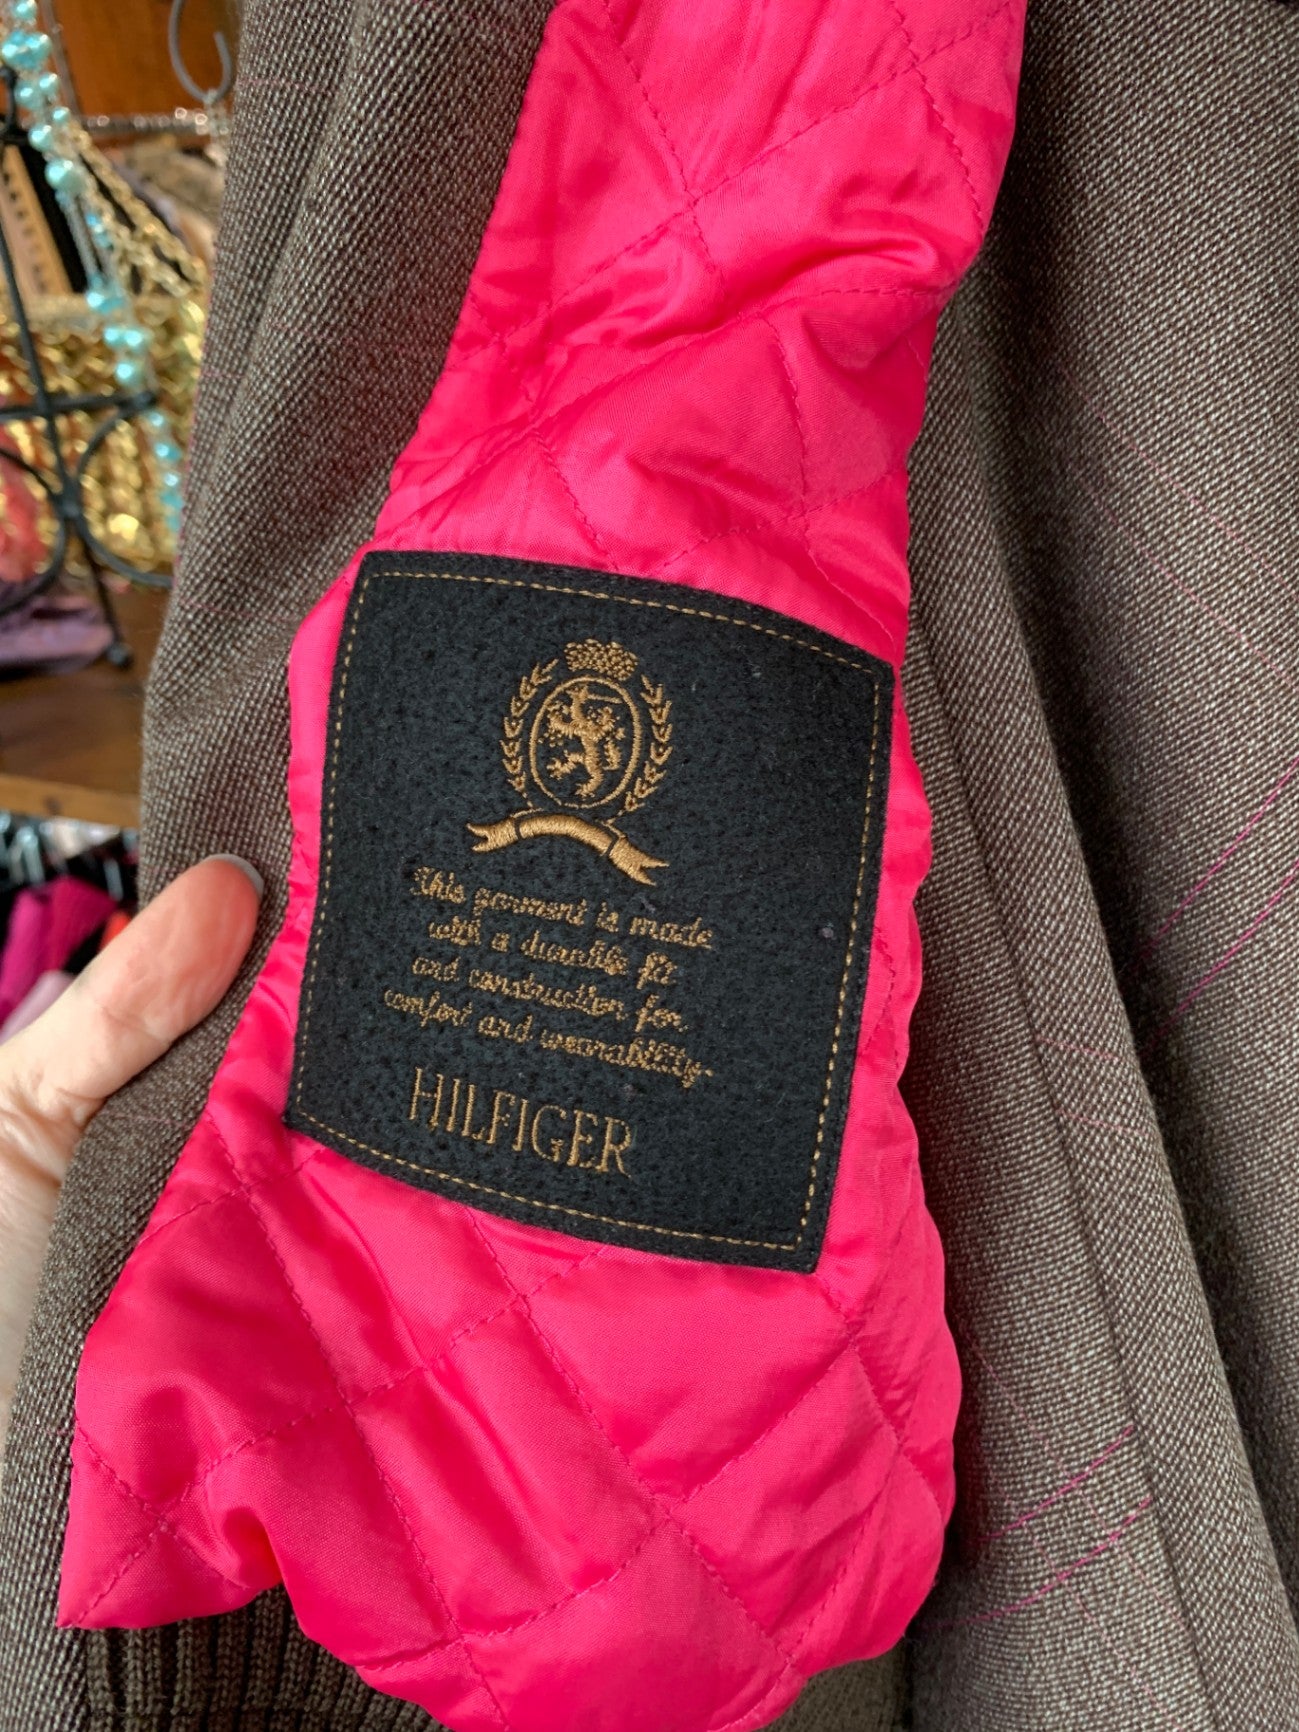 This garment is made
with a durable fit
and construction for
comfort and wearability.
HILFIGER